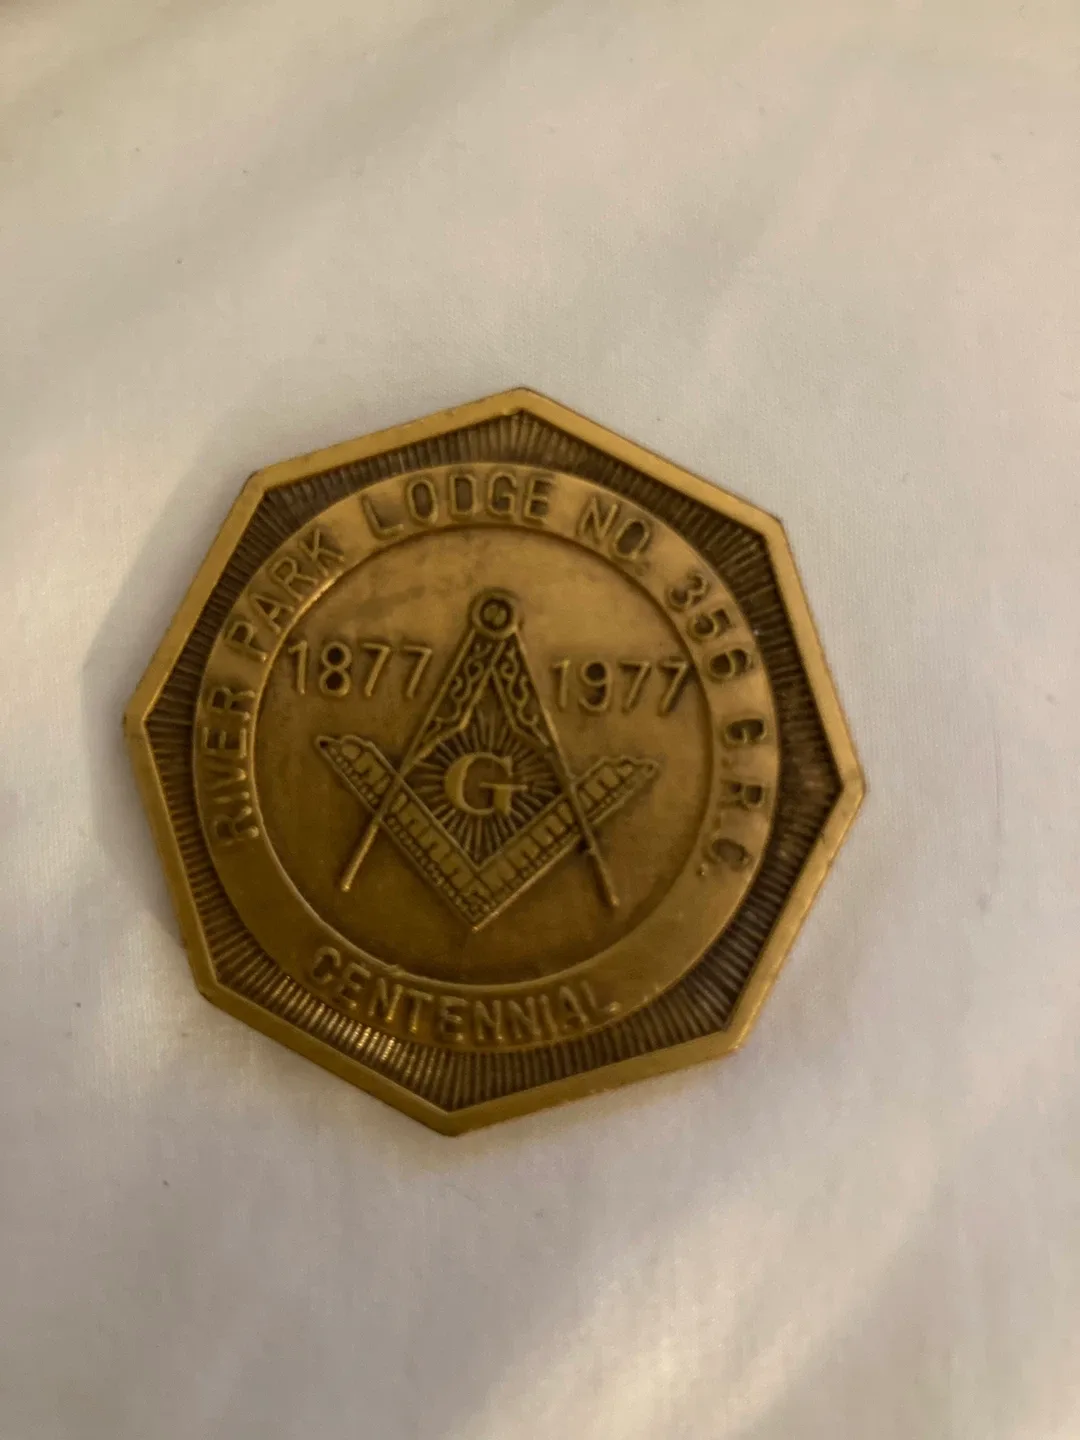 RIVER PARK LODGE NO. 356 G.R.C.
1877 1977
G
CENTENNIAL